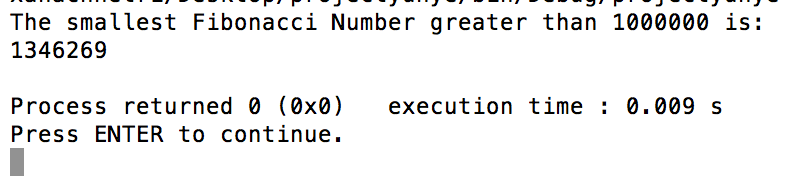 The smallest Fibonacci Number greater than 1000000 is:
1346269
Process returned 0 (0x0)   execution time : 0.009 s
Press ENTER to continue.